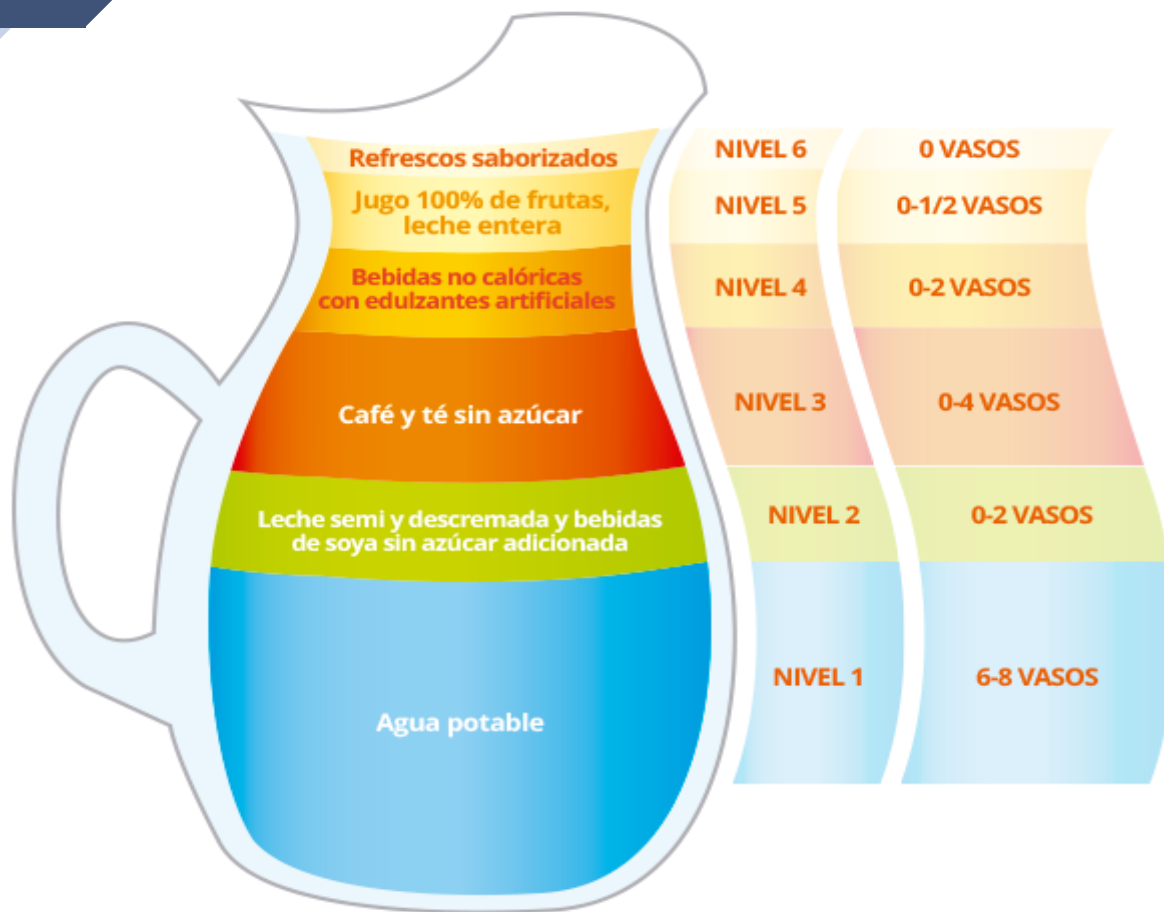 Refrescos saborizados
NIVEL 6
0 VASOS
Jugo 100% de frutas,
leche entera
NIVEL 5
0-1/2 VASOS
Bebidas no calóricas
con edulzantes artificiales
NIVEL 4
0-2 VASOS
Café y té sin azúcar
NIVEL 3
0-4 VASOS
Leche semi y descremada y bebidas
de soya sin azúcar adicionada
NIVEL 2
0-2 VASOS
Agua potable
NIVEL 1
6-8 VASOS